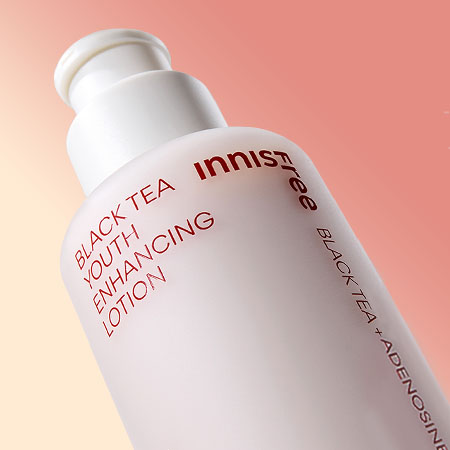 BLACK TEA
YOUTH
ENHANCING
LOTION
INNISFree
BLACK TEA + ADENOSINE